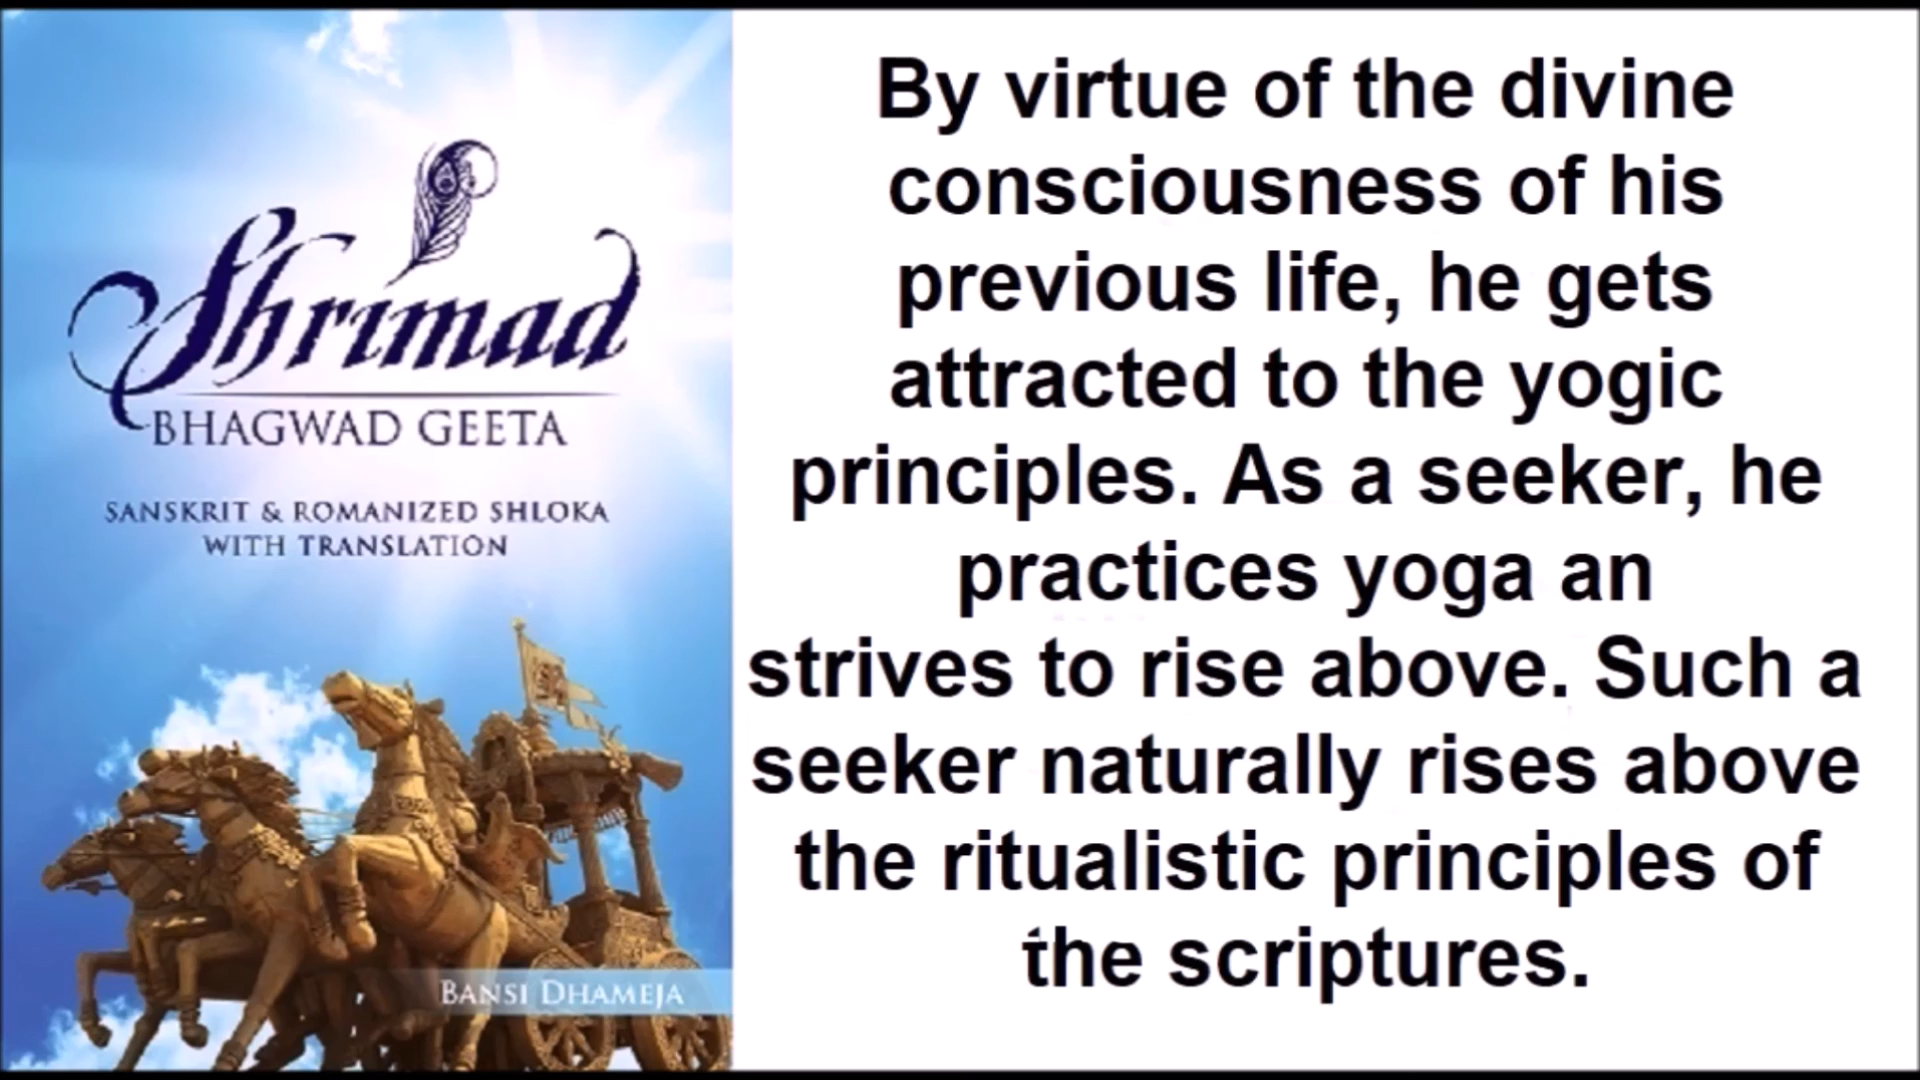 Shrimad
BHAGWAD GEETA
SANSKRIT & ROMANIZED SHLOKA
WITH TRANSLATION
BANSI DHAMEJA
By virtue of the divine
consciousness of his
previous life, he gets
attracted to the yogic
principles. As a seeker, he
practices yoga an
strives to rise above. Such a
seeker naturally rises above
the ritualistic principles of
the scriptures.